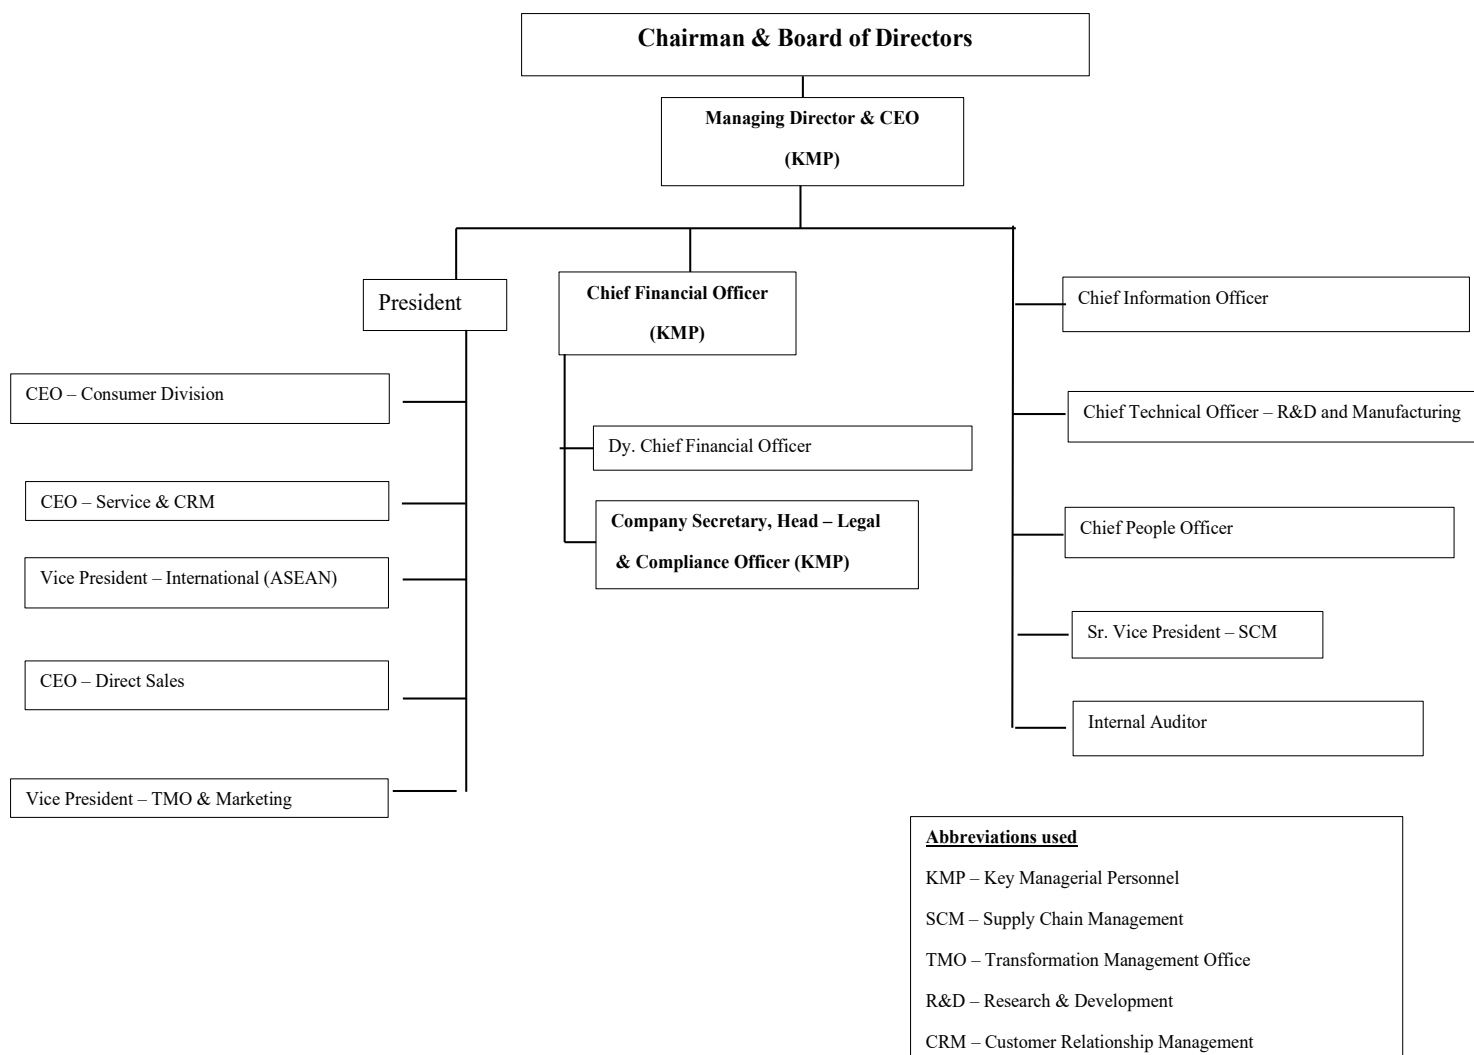 Chairman & Board of Directors
Managing Director & CEO
(KMP)
President
Chief Financial Officer
(KMP)
Chief Information Officer
CEO – Consumer Division
Chief Technical Officer – R&D and Manufacturing
Dy. Chief Financial Officer
CEO – Service & CRM
Company Secretary, Head – Legal
& Compliance Officer (KMP)
Chief People Officer
Vice President – International (ASEAN)
Sr. Vice President – SCM
CEO – Direct Sales
Internal Auditor
Vice President – TMO & Marketing
Abbreviations used
KMP – Key Managerial Personnel
SCM – Supply Chain Management
TMO – Transformation Management Office
R&D – Research & Development
CRM – Customer Relationship Management